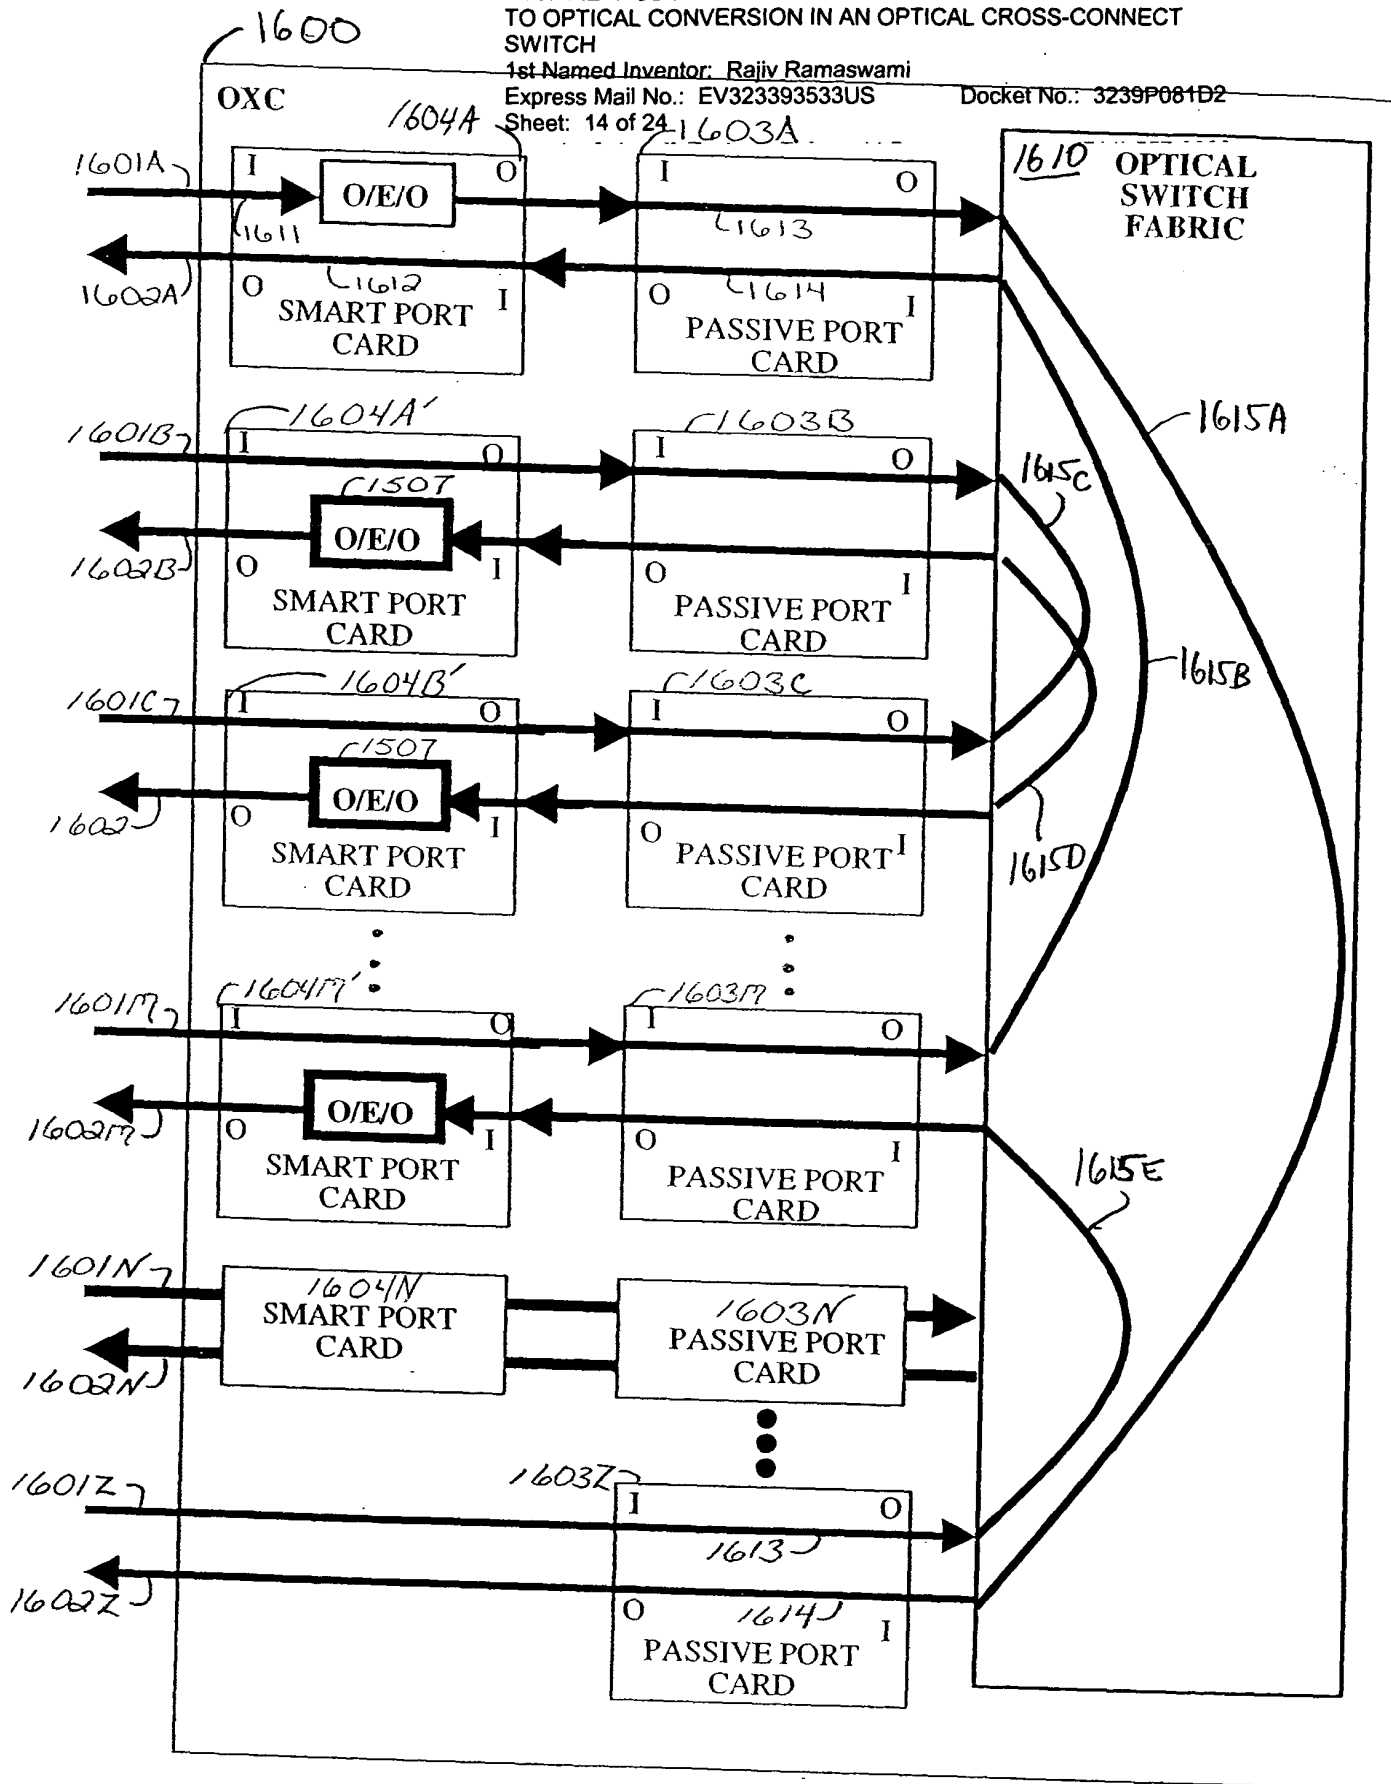 TO OPTICAL CONVERSION IN AN OPTICAL CROSS-CONNECT
SWITCH
1st Named Inventor: Rajiv Ramaswami
Express Mail No.: EV323393533US Docket No.: 3239P081D2
Sheet: 14 of 24
1600
OXC
1604A
1603A
1610 OPTICAL
SWITCH
FABRIC
1601A
I
O/E/O
O
I
O
1611
1613
1602A
O
1612
I
O
1614
I
SMART PORT
CARD
PASSIVE PORT
CARD
1615A
1604A'
1603B
1601B
I
O
I
O
1615C
1507
O/E/O
1602B
O
I
O
I
SMART PORT
CARD
PASSIVE PORT
CARD
1615B
1604B'
1603C
1601C
I
O
I
O
1507
O/E/O
1602
O
I
O
I
SMART PORT
CARD
PASSIVE PORT
CARD
1615D
1604M'
1603M
1601M
I
O
I
O
O/E/O
1602M
O
I
O
I
SMART PORT
CARD
PASSIVE PORT
CARD
1615E
1601N
1604N
SMART PORT
CARD
1603N
PASSIVE PORT
CARD
1602N
1603Z
1601Z
I
O
1613
1602Z
O
1614
I
PASSIVE PORT
CARD